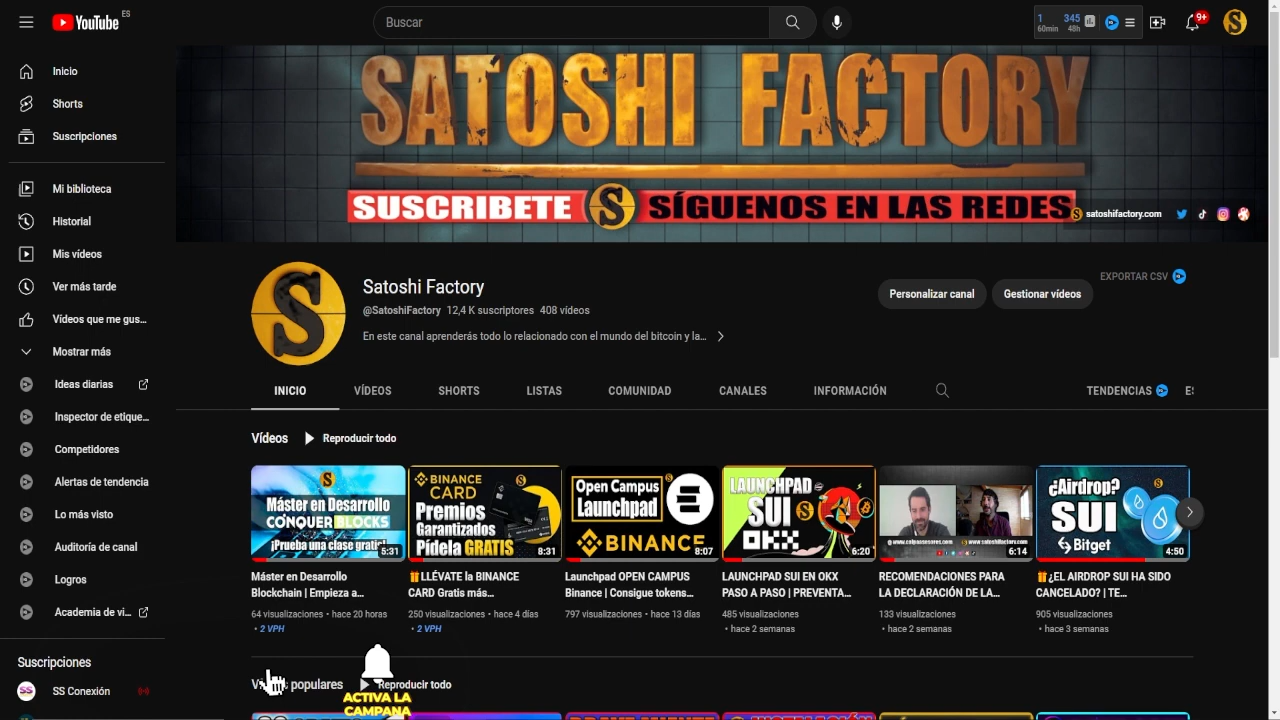 YouTube ES
Buscar
1 345
60min 48h
9+
Inicio
Shorts
Suscripciones
Mi biblioteca
Historial
Mis vídeos
Ver más tarde
Vídeos que me gus...
Mostrar más
Ideas diarias
Inspector de etique...
Competidores
Alertas de tendencia
Lo más visto
Auditoría de canal
Logros
Academia de vi...
Suscripciones
SS Conexión
SATOSHI FACTORY
SUSCRIBETE S SÍGUENOS EN LAS REDES
satoshifactory.com
Satoshi Factory
@SatoshiFactory 12,4 K suscriptores 408 vídeos
En este canal aprenderás todo lo relacionado con el mundo del bitcoin y la...
Personalizar canal
Gestionar vídeos
EXPORTAR CSV
INICIO VÍDEOS SHORTS LISTAS COMUNIDAD CANALES INFORMACIÓN TENDENCIAS
Vídeos Reproducir todo
Máster en Desarrollo
CONQUER BLOCKS
¡Prueba una clase gratis!
5:31
Máster en Desarrollo
Blockchain | Empieza a...
64 visualizaciones • hace 20 horas
• 2 VPH
BINANCE
CARD
Premios
Garantizados
Pídela GRATIS
8:31
LLÉVATE la BINANCE
CARD Gratis más...
250 visualizaciones • hace 4 días
• 2 VPH
Open Campus
Launchpad
BINANCE
8:07
Launchpad OPEN CAMPUS
Binance | Consigue tokens...
797 visualizaciones • hace 13 días
LAUNCHPAD
SUI
OKX
6:20
LAUNCHPAD SUI EN OKX
PASO A PASO | PREVENTA...
485 visualizaciones
• hace 2 semanas
www.satoshifactory.com
6:14
RECOMENDACIONES PARA
LA DECLARACIÓN DE LA...
133 visualizaciones
• hace 2 semanas
¿Airdrop?
SUI
Bitget
4:50
¿EL AIRDROP SUI HA SIDO
CANCELADO? | TE...
905 visualizaciones
• hace 3 semanas
populares Reproducir todo
ACTIVA LA
CAMPANA